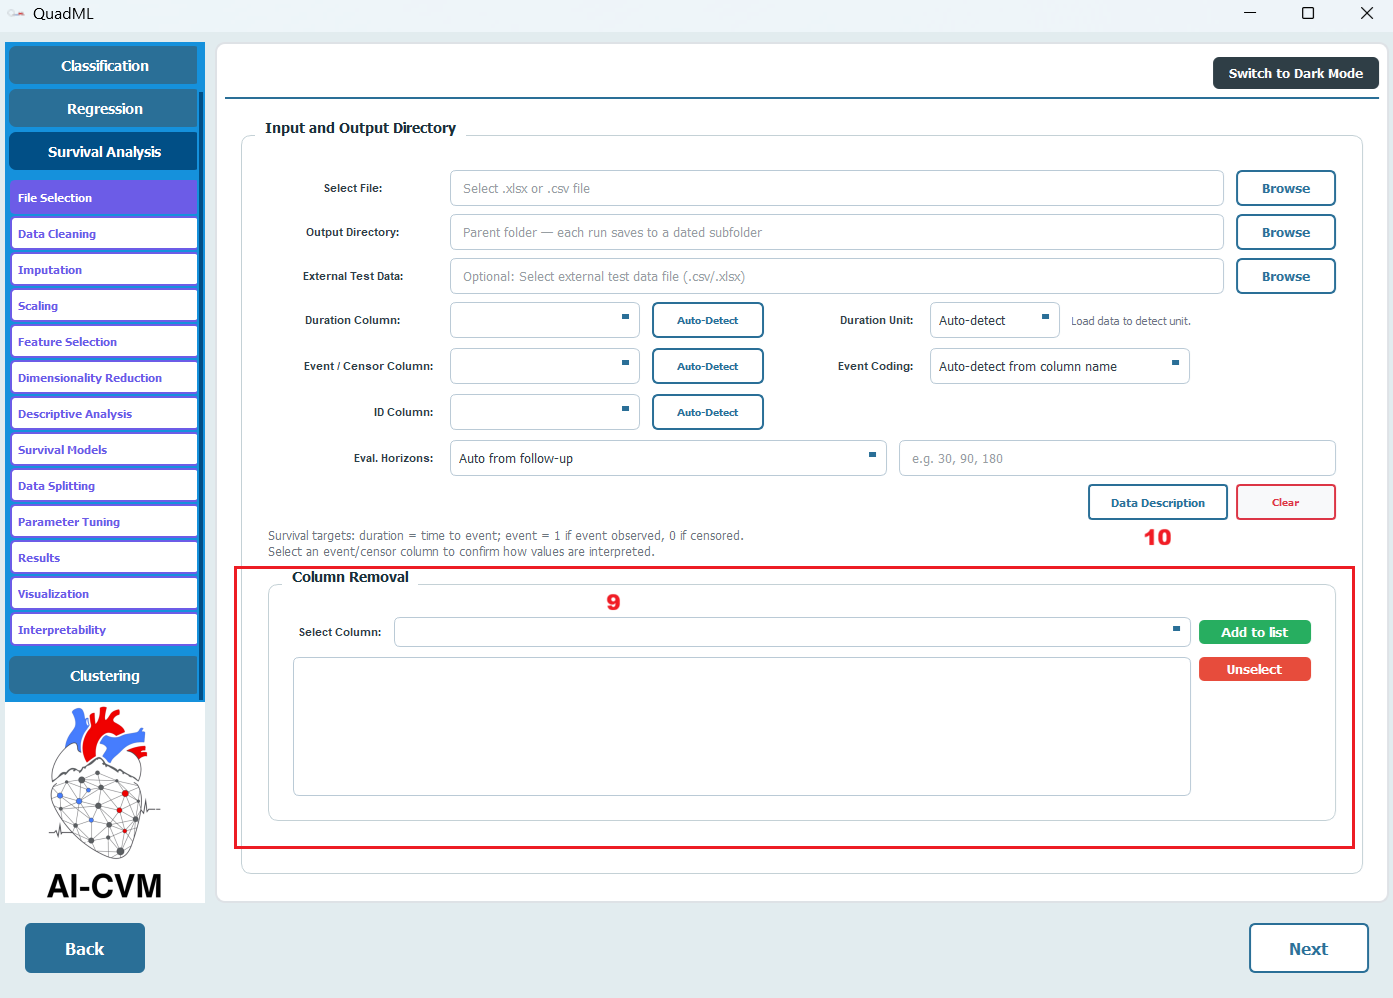 QuadML
Classification
Regression
Survival Analysis
File Selection
Data Cleaning
Imputation
Scaling
Feature Selection
Dimensionality Reduction
Descriptive Analysis
Survival Models
Data Splitting
Parameter Tuning
Results
Visualization
Interpretability
Clustering
AI-CVM
Switch to Dark Mode
Input and Output Directory
Select File: Select .xlsx or .csv file Browse
Output Directory: Parent folder — each run saves to a dated subfolder Browse
External Test Data: Optional: Select external test data file (.csv/.xlsx) Browse
Duration Column: Auto-Detect Duration Unit: Auto-detect Load data to detect unit.
Event / Censor Column: Auto-Detect Event Coding: Auto-detect from column name
ID Column: Auto-Detect
Eval. Horizons: Auto from follow-up e.g. 30, 90, 180
Data Description Clear
10
Survival targets: duration = time to event; event = 1 if event observed, 0 if censored.
Select an event/censor column to confirm how values are interpreted.
Column Removal
9
Select Column: Add to list
Unselect
Back Next